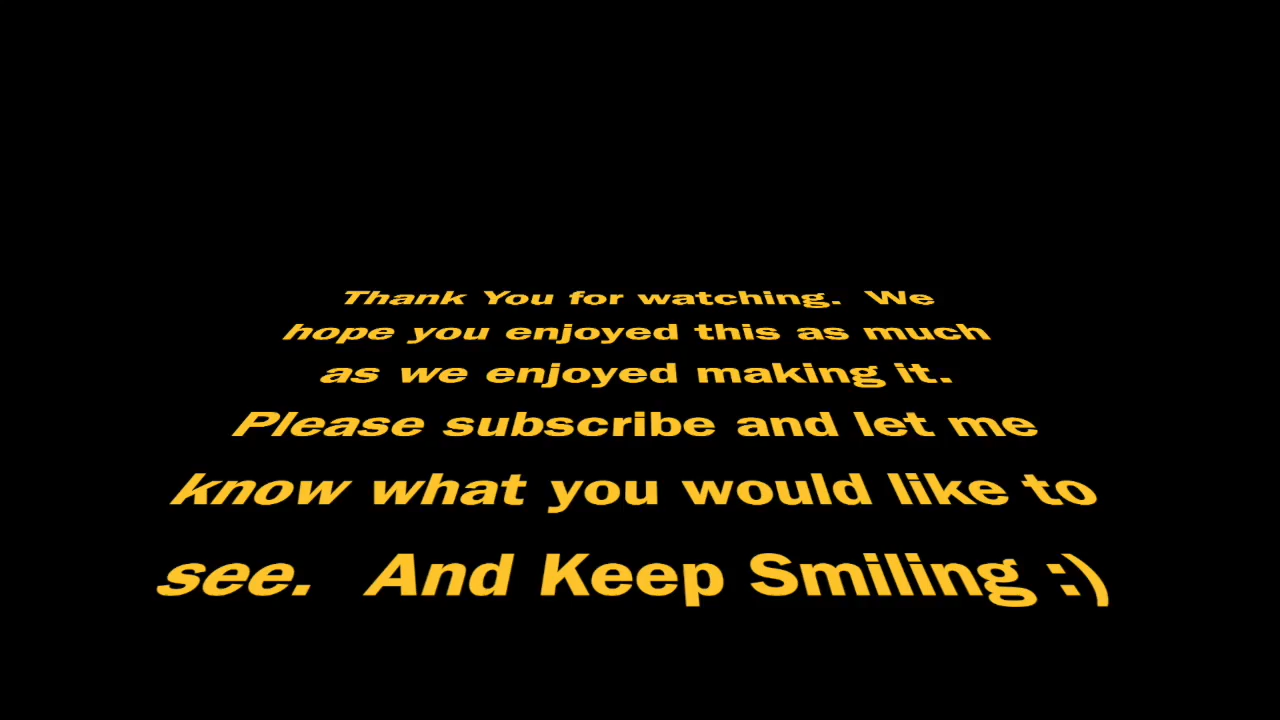 Thank You for watching.  We
hope you enjoyed this as much
as we enjoyed making it.
Please subscribe and let me
know what you would like to
see.  And Keep Smiling :)